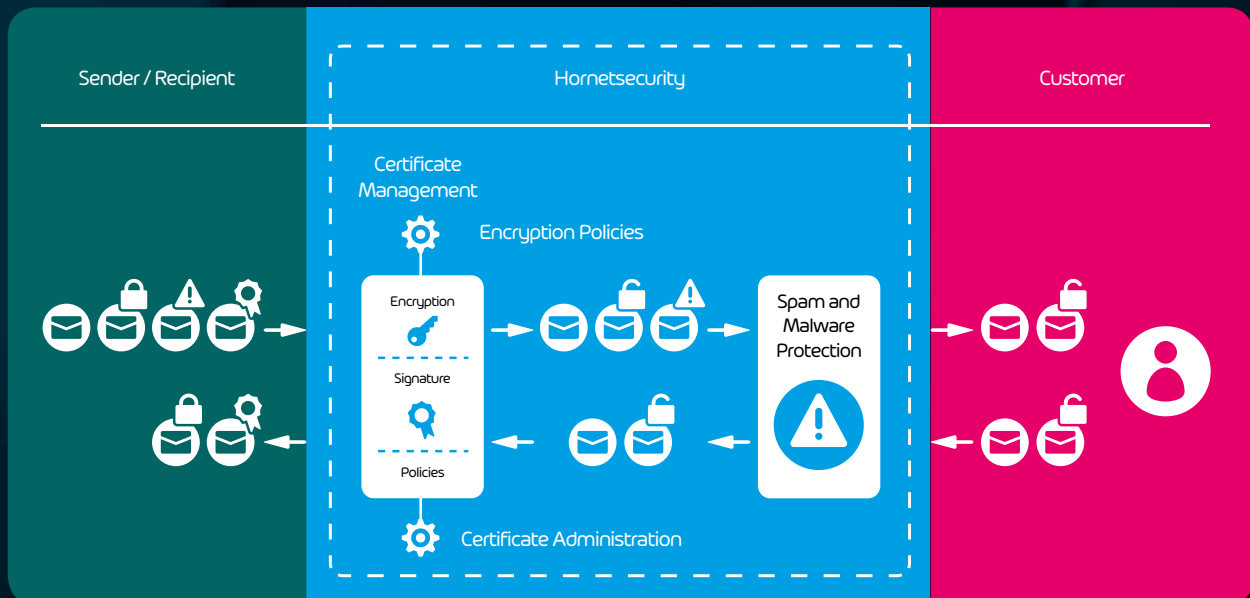 Sender / Recipient
Hornetsecurity
Customer
Certificate
Management
Encryption Policies
Encryption
Signature
Policies
Spam and
Malware
Protection
Certificate Administration